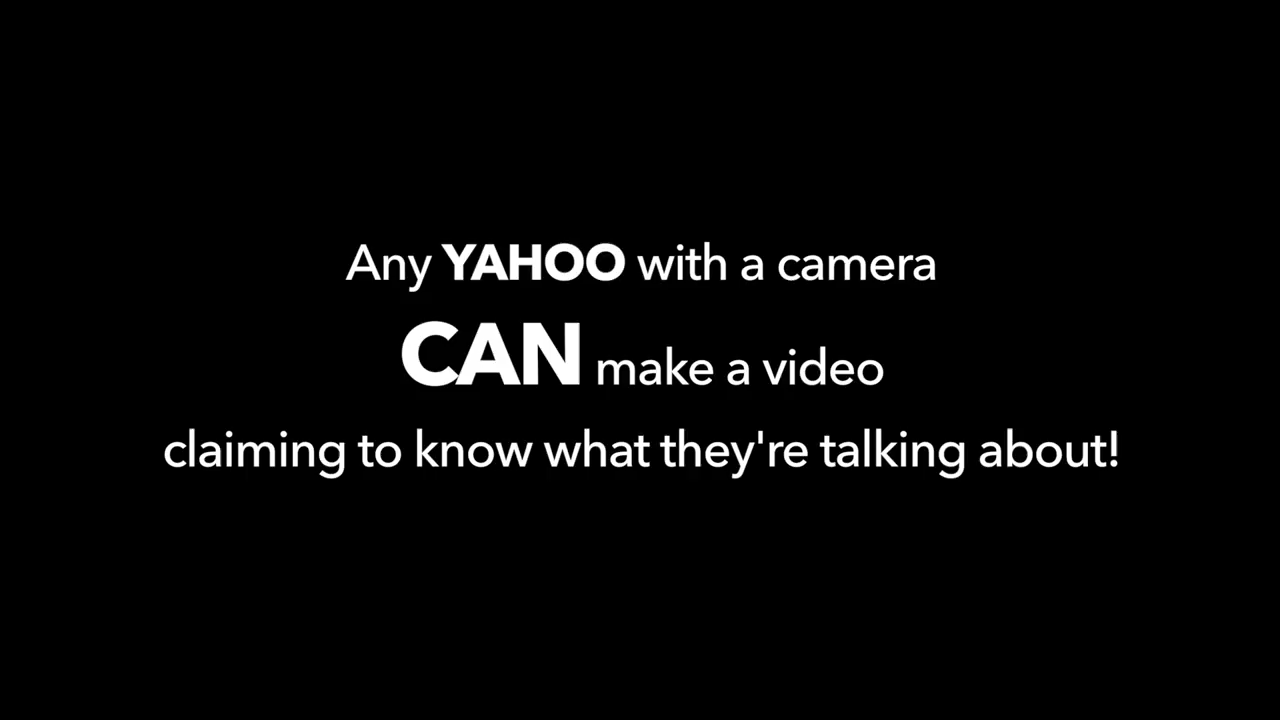 Any YAHOO with a camera
CAN make a video
claiming to know what they're talking about!